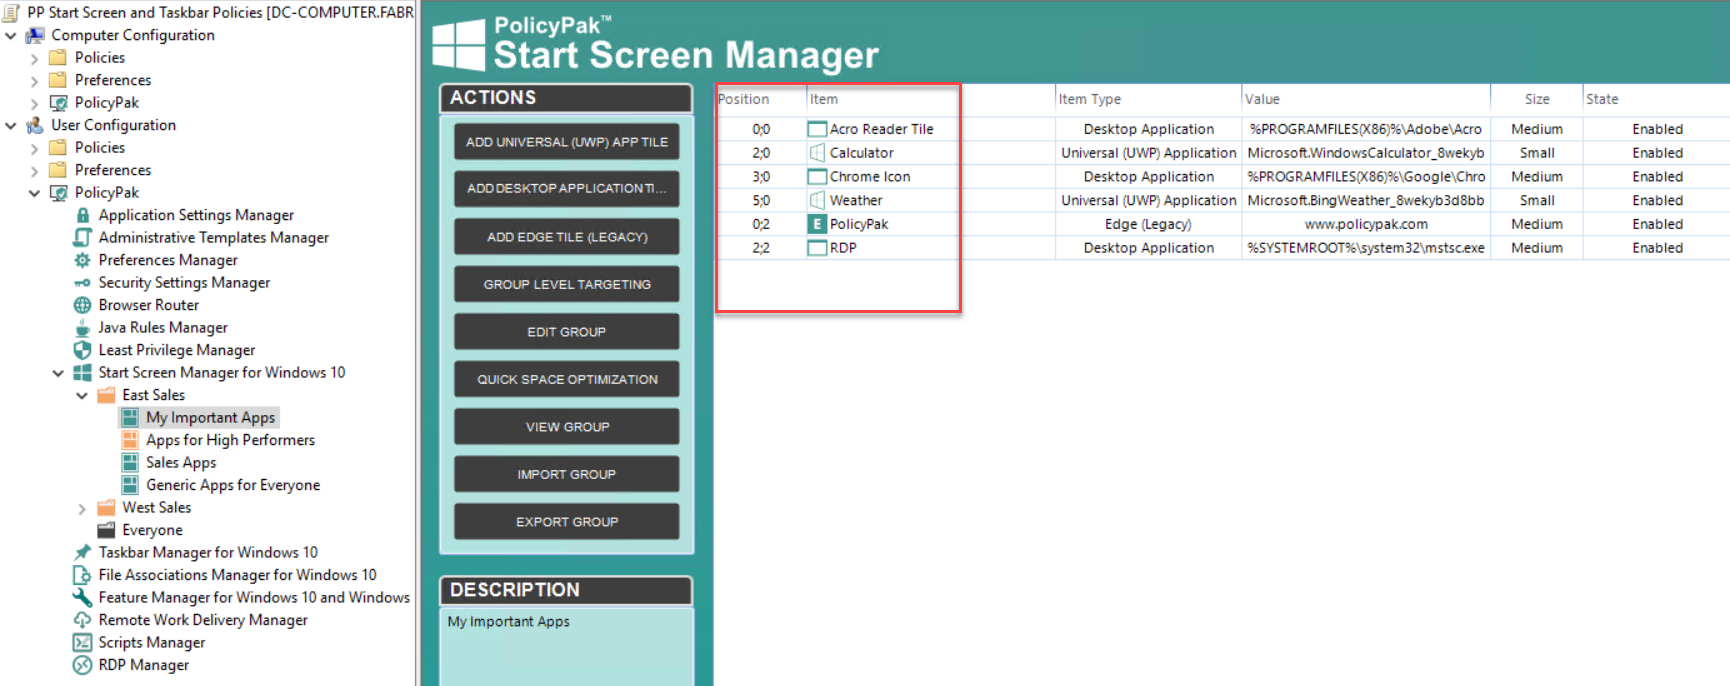 PP Start Screen and Taskbar Policies [DC-COMPUTER.FABR
Computer Configuration
Policies
Preferences
PolicyPak
User Configuration
Policies
Preferences
PolicyPak
Application Settings Manager
Administrative Templates Manager
Preferences Manager
Security Settings Manager
Browser Router
Java Rules Manager
Least Privilege Manager
Start Screen Manager for Windows 10
East Sales
My Important Apps
Apps for High Performers
Sales Apps
Generic Apps for Everyone
West Sales
Everyone
Taskbar Manager for Windows 10
File Associations Manager for Windows 10
Feature Manager for Windows 10 and Windows
Remote Work Delivery Manager
Scripts Manager
RDP Manager
PolicyPak™
Start Screen Manager
ACTIONS
ADD UNIVERSAL (UWP) APP TILE
ADD DESKTOP APPLICATION TI...
ADD EDGE TILE (LEGACY)
GROUP LEVEL TARGETING
EDIT GROUP
QUICK SPACE OPTIMIZATION
VIEW GROUP
IMPORT GROUP
EXPORT GROUP
DESCRIPTION
My Important Apps
Position Item Item Type Value Size State
0;0 Acro Reader Tile Desktop Application %PROGRAMFILES(X86)%\Adobe\Acro Medium Enabled
2;0 Calculator Universal (UWP) Application Microsoft.WindowsCalculator_8wekyb Small Enabled
3;0 Chrome Icon Desktop Application %PROGRAMFILES(X86)%\Google\Chro Medium Enabled
5;0 Weather Universal (UWP) Application Microsoft.BingWeather_8wekyb3d8bb Small Enabled
0;2 E PolicyPak Edge (Legacy) www.policypak.com Medium Enabled
2;2 RDP Desktop Application %SYSTEMROOT%\system32\mstsc.exe Medium Enabled